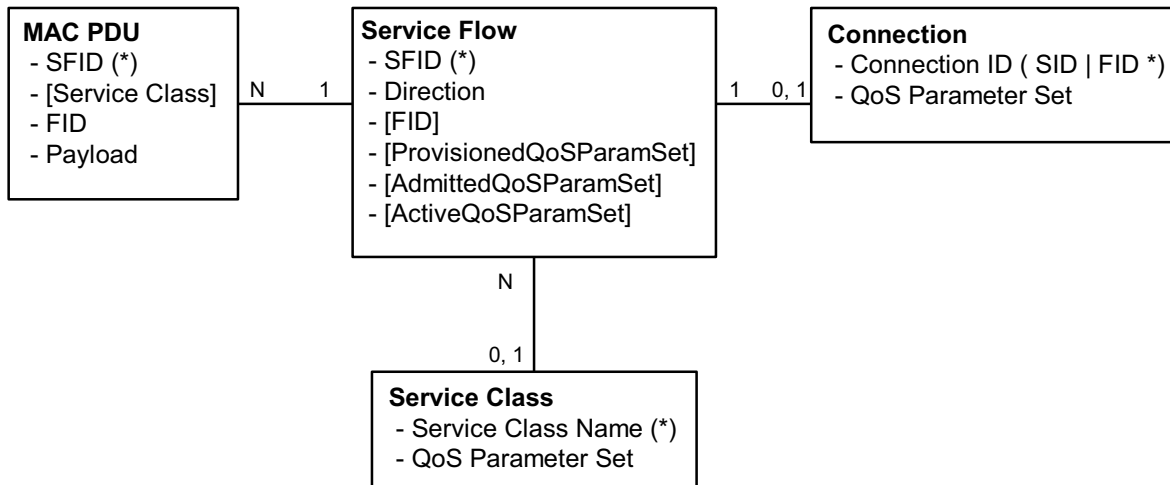 MAC PDU
- SFID (*)
- [Service Class]
- FID
- Payload
N
1
Service Flow
- SFID (*)
- Direction
- [FID]
- [ProvisionedQoSParamSet]
- [AdmittedQoSParamSet]
- [ActiveQoSParamSet]
1
0, 1
Connection
- Connection ID ( SID | FID *)
- QoS Parameter Set
N
0, 1
Service Class
- Service Class Name (*)
- QoS Parameter Set